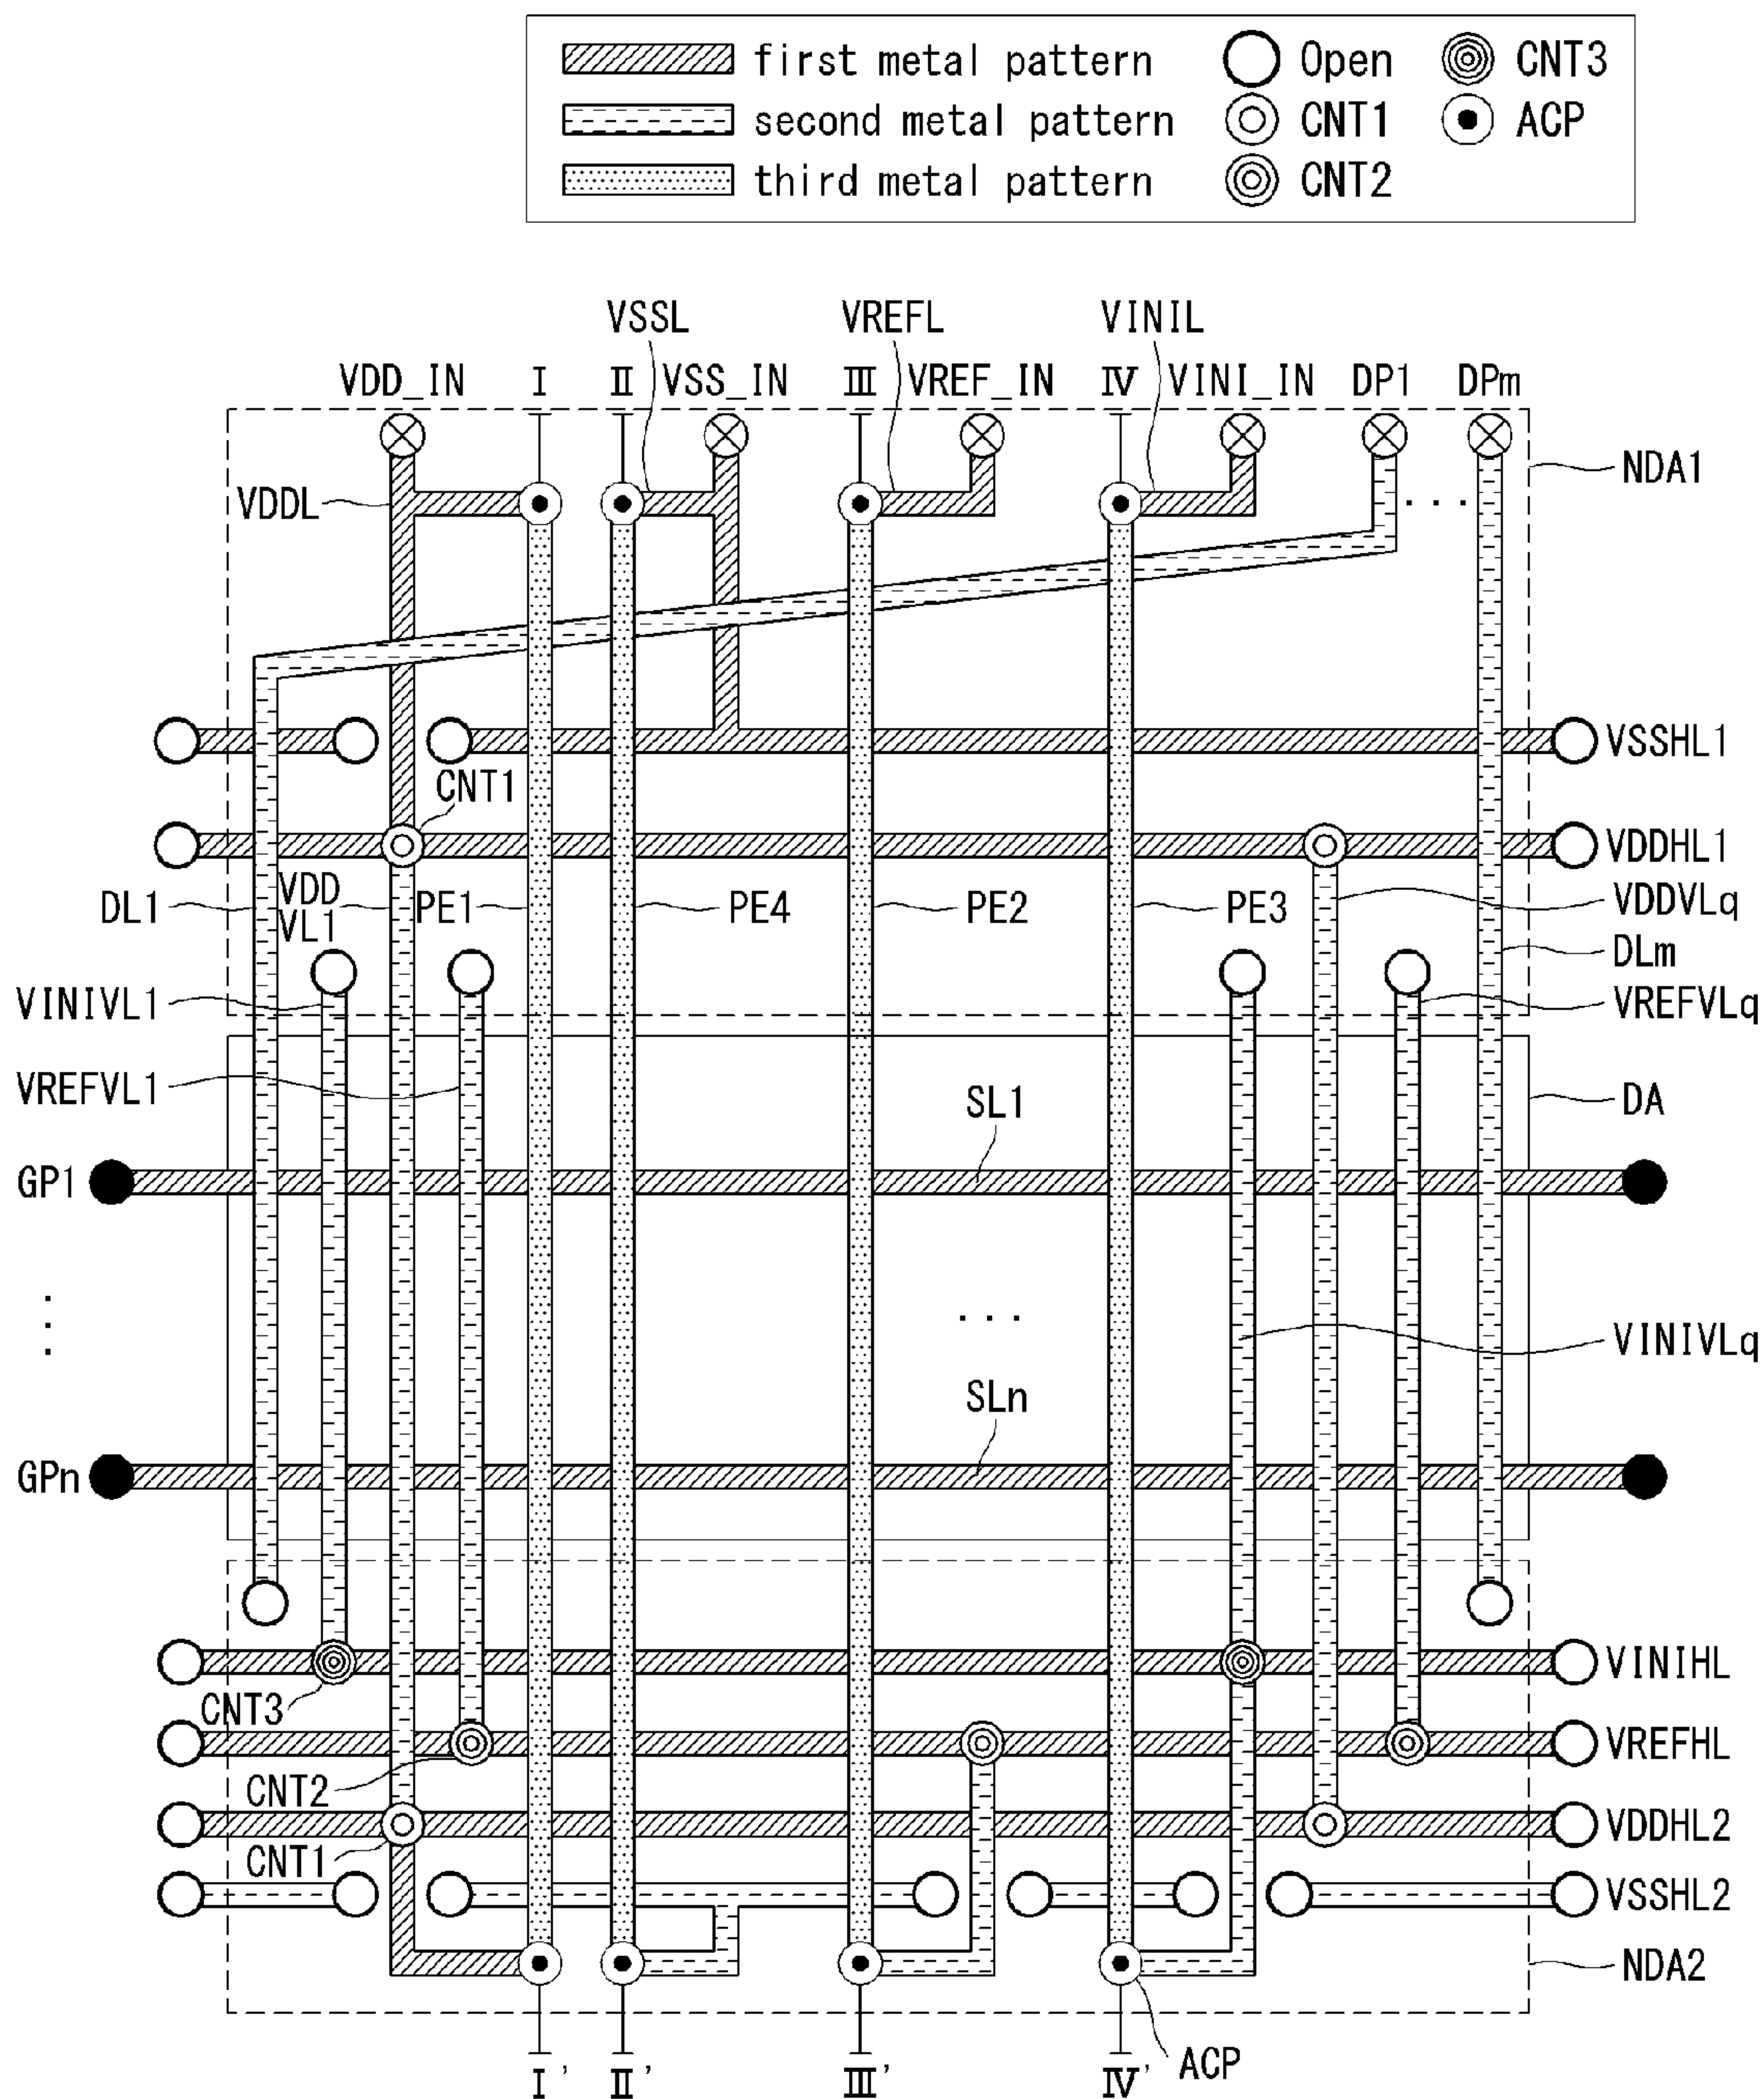 first metal pattern Open CNT3
second metal pattern CNT1 ACP
third metal pattern CNT2
VSSL VREFL VINIL
VDD_IN I II VSS_IN III VREF_IN IV VINI_IN DP1 DPm
NDA1
VDDL
...
VSSHL1
CNT1
VDDHL1
VDD
VL1
DL1 PE1 PE4 PE2 PE3 VDDVLq
DLm
VINIVL1 VREFVLq
VREFVL1 SL1 DA
GP1
...
...
VINIVLq
SLn
GPn
VINIHL
CNT3
VREFHL
CNT2
VDDHL2
CNT1
VSSHL2
NDA2
ACP
I' II' III' IV'